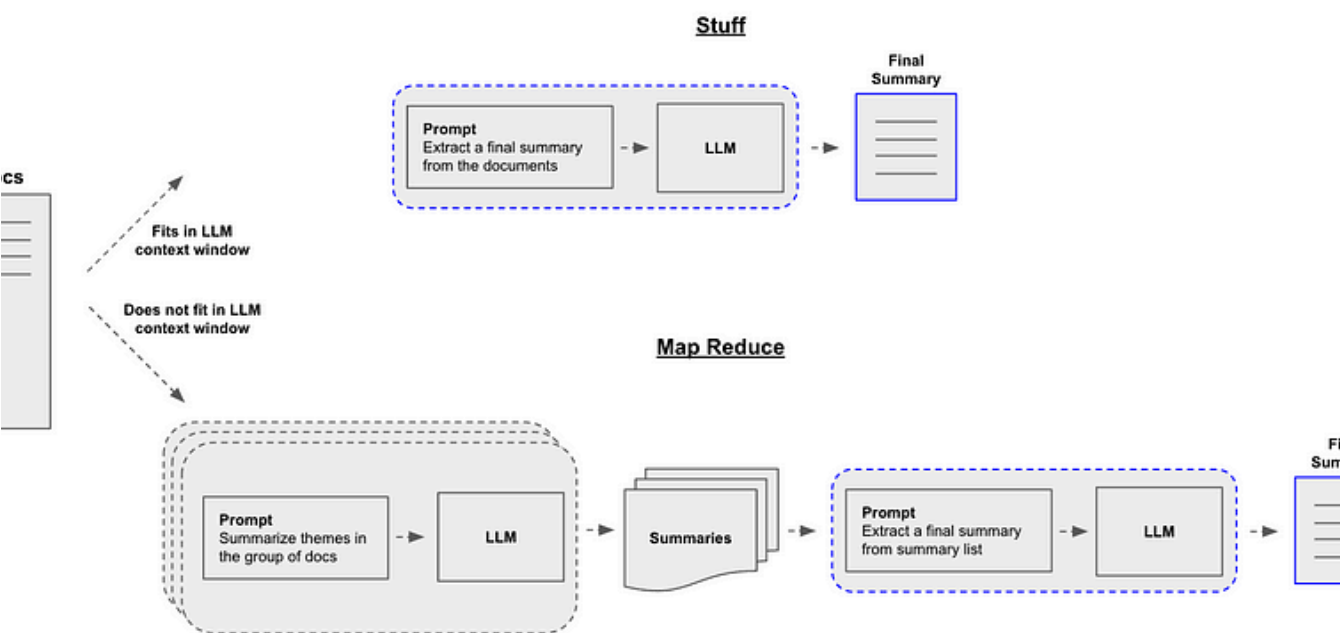 Stuff
Final
Summary
Prompt
Extract a final summary
from the documents
LLM
cs
Fits in LLM
context window
Does not fit in LLM
context window
Map Reduce
Prompt
Summarize themes in
the group of docs
LLM
Summaries
Prompt
Extract a final summary
from summary list
LLM
Fi
Sum